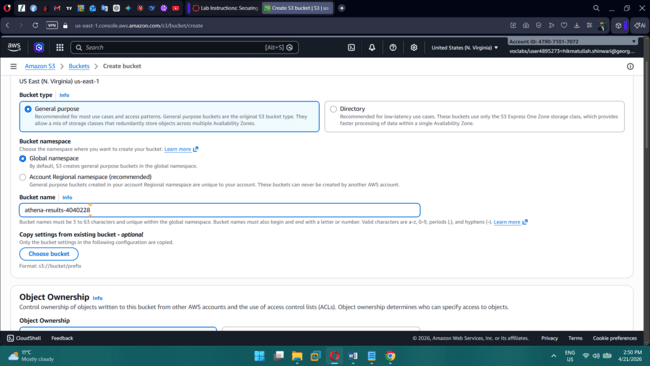 Lab Instructions: Securing
Create S3 bucket | S3 | us
VPN
us-east-1.console.aws.amazon.com/s3/bucket/create
aws
Search
[Alt+S]
United States (N. Virginia)
voclabs/user4895273=hikmatullah.shinwari@georg...
Amazon S3 > Buckets > Create bucket
US East (N. Virginia) us-east-1
Bucket type Info
General purpose
Recommended for most use cases and access patterns. General purpose buckets are the original S3 bucket type. They
allow a mix of storage classes that redundantly store objects across multiple Availability Zones.
Directory
Recommended for low-latency use cases. These buckets use only the S3 Express One Zone storage class, which provides
faster processing of data within a single Availability Zone.
Bucket namespace
Choose the namespace where you want to create your bucket. Learn more
Global namespace
By default, S3 creates general purpose buckets in the global namespace.
Account Regional namespace (recommended)
General purpose buckets created in your account Regional namespace are unique to your account. These buckets can never be created by another AWS account.
Bucket name Info
athena-results-4040228
Bucket names must be 3 to 63 characters and unique within the global namespace. Bucket names must also begin and end with a letter or number. Valid characters are a-z, 0-9, periods (.), and hyphens (-). Learn more
Copy settings from existing bucket - optional
Only the bucket settings in the following configuration are copied.
Choose bucket
Format: s3://bucket/prefix
Object Ownership Info
Control ownership of objects written to this bucket from other AWS accounts and the use of access control lists (ACLs). Object ownership determines who can specify access to objects.
Object Ownership
CloudShell
Feedback
© 2026, Amazon Web Services, Inc. or its affiliates.
Privacy
Terms
Cookie preferences
Mostly cloudy
ENG
US
2:50 PM
4/21/2026